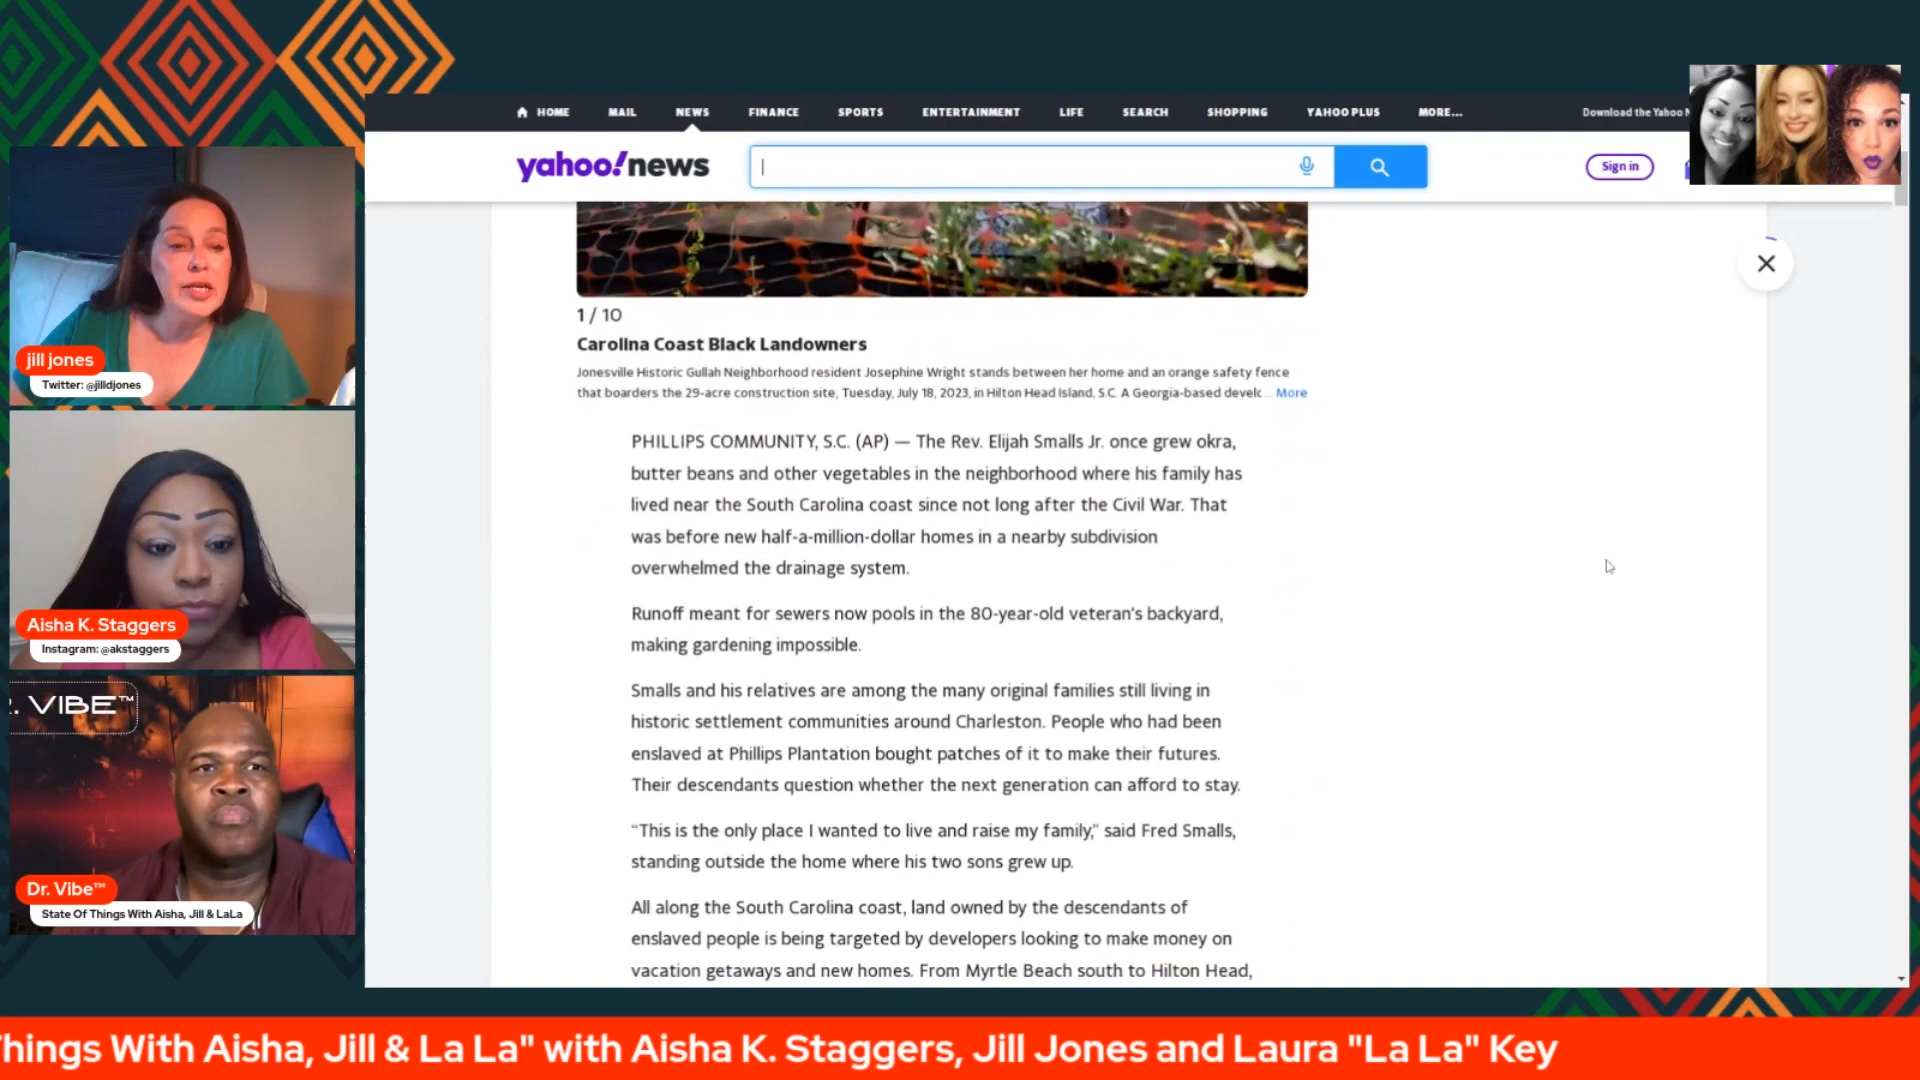 HOME MAIL NEWS FINANCE SPORTS ENTERTAINMENT LIFE SEARCH SHOPPING YAHOO PLUS MORE... Download the Yahoo
yahoo!news
Sign in
1 / 10
Carolina Coast Black Landowners
Jonesville Historic Gullah Neighborhood resident Josephine Wright stands between her home and an orange safety fence
that boarders the 29-acre construction site, Tuesday, July 18, 2023, in Hilton Head Island, S.C. A Georgia-based develc ... More
PHILLIPS COMMUNITY, S.C. (AP) — The Rev. Elijah Smalls Jr. once grew okra,
butter beans and other vegetables in the neighborhood where his family has
lived near the South Carolina coast since not long after the Civil War. That
was before new half-a-million-dollar homes in a nearby subdivision
overwhelmed the drainage system.
Runoff meant for sewers now pools in the 80-year-old veteran's backyard,
making gardening impossible.
Smalls and his relatives are among the many original families still living in
historic settlement communities around Charleston. People who had been
enslaved at Phillips Plantation bought patches of it to make their futures.
Their descendants question whether the next generation can afford to stay.
“This is the only place I wanted to live and raise my family,” said Fred Smalls,
standing outside the home where his two sons grew up.
All along the South Carolina coast, land owned by the descendants of
enslaved people is being targeted by developers looking to make money on
vacation getaways and new homes. From Myrtle Beach south to Hilton Head,
jill jones
Twitter: @jilldjones
Aisha K. Staggers
Instagram: @akstaggers
. VIBE™
Dr. Vibe™
State Of Things With Aisha, Jill & LaLa
hings With Aisha, Jill & La La" with Aisha K. Staggers, Jill Jones and Laura "La La" Key